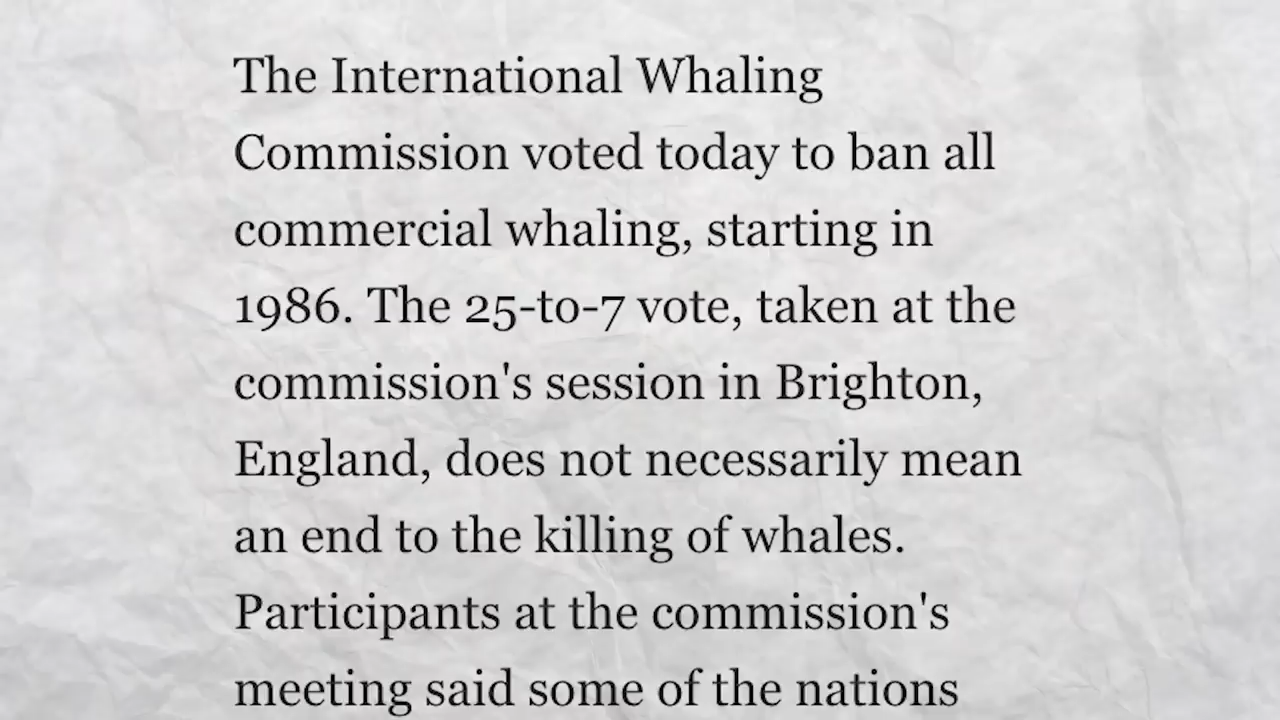 The International Whaling
Commission voted today to ban all
commercial whaling, starting in
1986. The 25-to-7 vote, taken at the
commission's session in Brighton,
England, does not necessarily mean
an end to the killing of whales.
Participants at the commission's
meeting said some of the nations